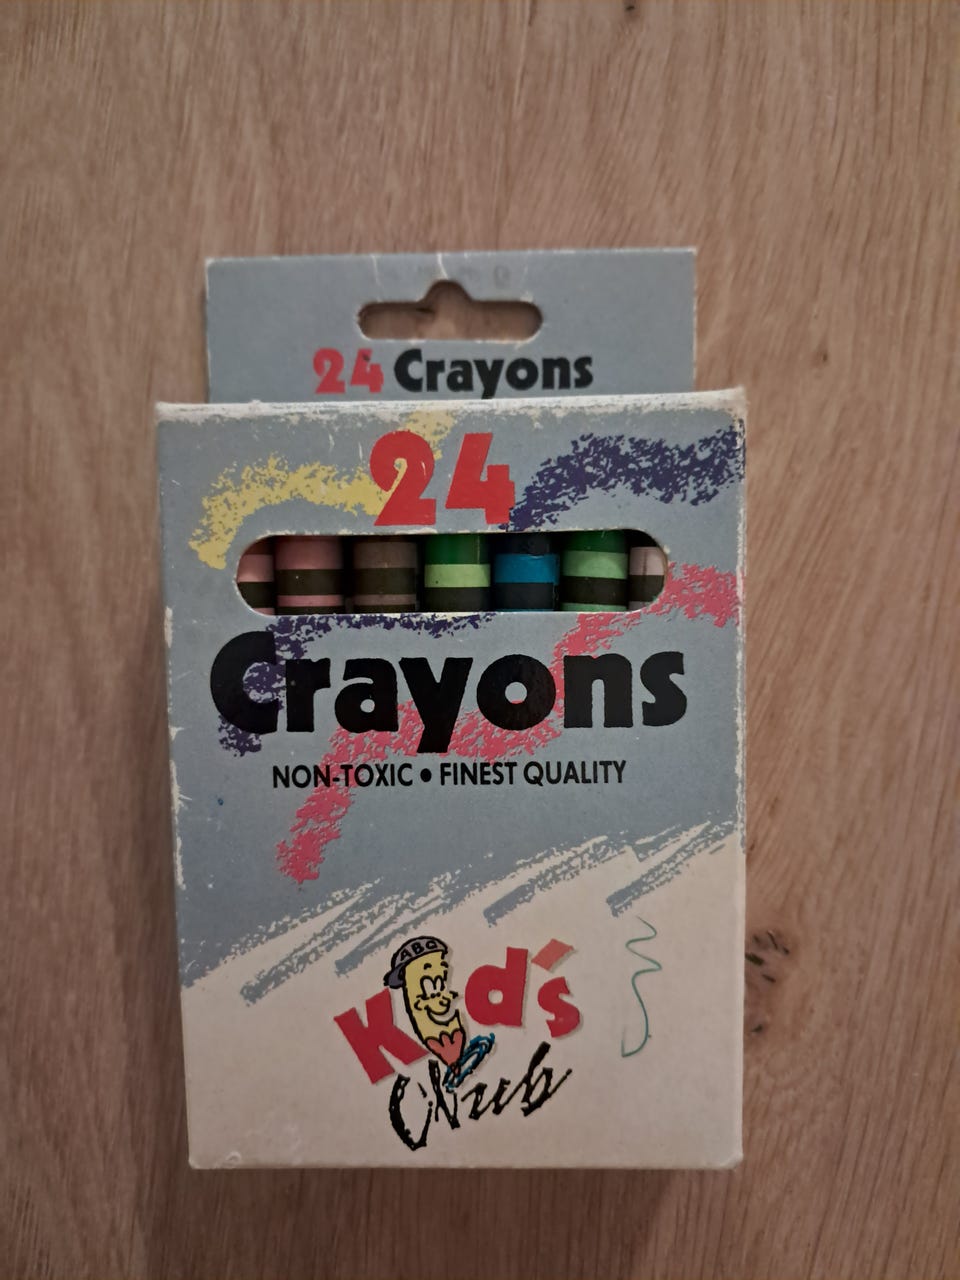 24 Crayons
24
Crayons
NON-TOXIC • FINEST QUALITY
ABC
Kid's
Club